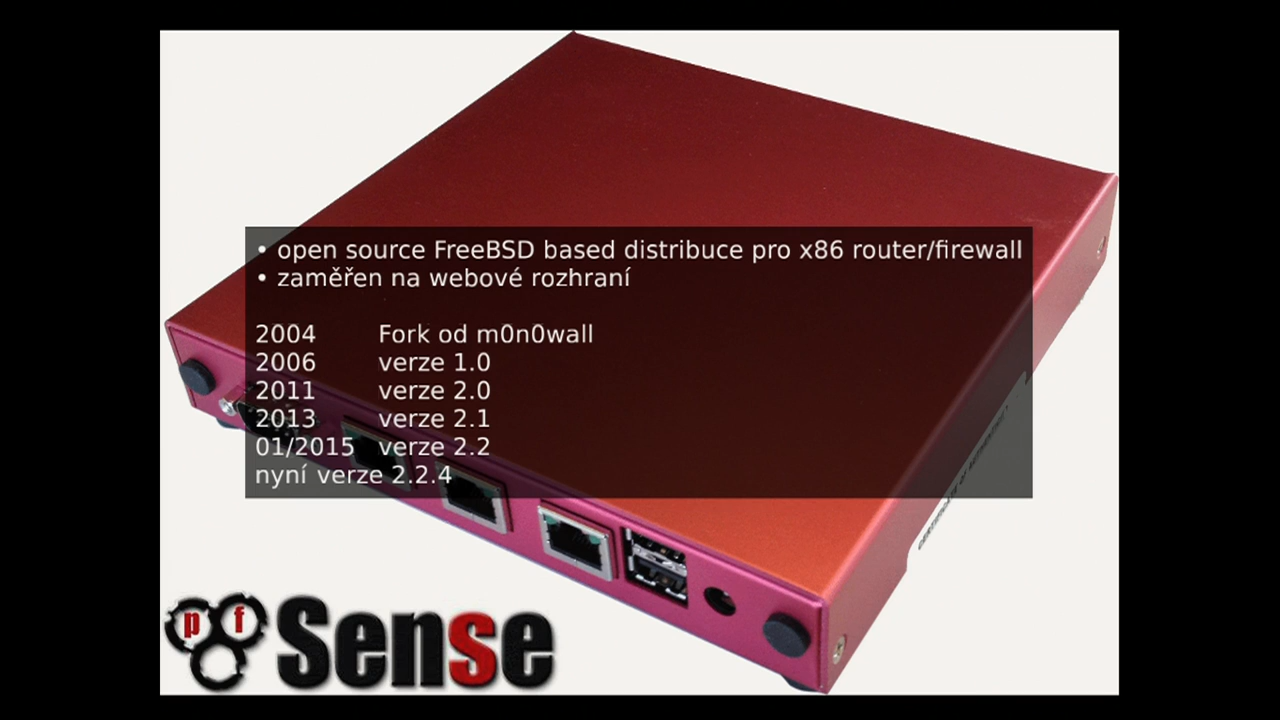 • open source FreeBSD based distribuce pro x86 router/firewall
• zaměřen na webové rozhraní
2004 Fork od m0n0wall
2006 verze 1.0
2011 verze 2.0
2013 verze 2.1
01/2015 verze 2.2
nyní verze 2.2.4
pf Sense